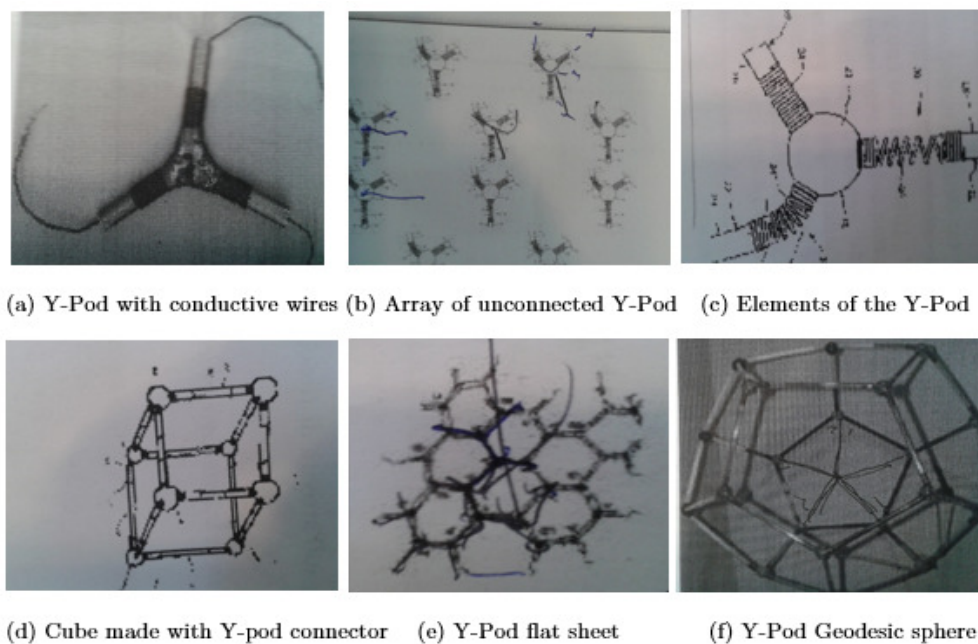 (a) Y-Pod with conductive wires (b) Array of unconnected Y-Pod (c) Elements of the Y-Pod
(d) Cube made with Y-pod connector (e) Y-Pod flat sheet (f) Y-Pod Geodesic sphere